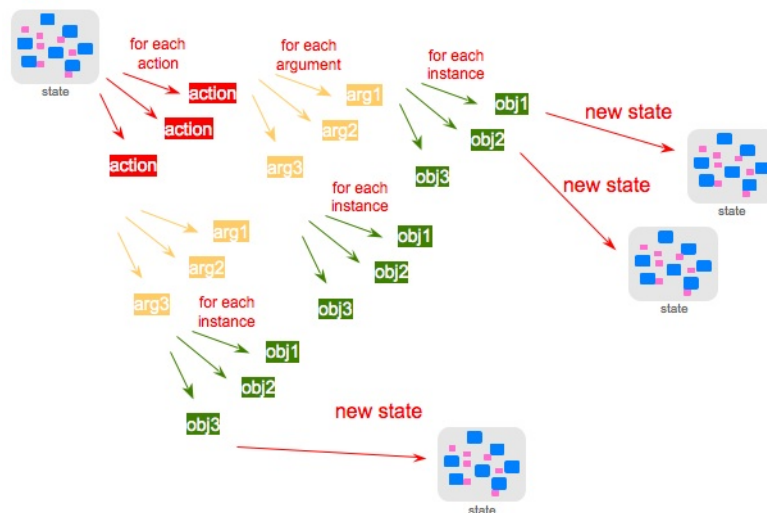 for each
action
for each
argument
for each
instance
state
action
action
action
arg1
arg2
arg3
obj1
obj2
obj3
new state
new state
state
state
for each
instance
obj1
obj2
obj3
arg1
arg2
arg3
for each
instance
obj1
obj2
obj3
new state
state